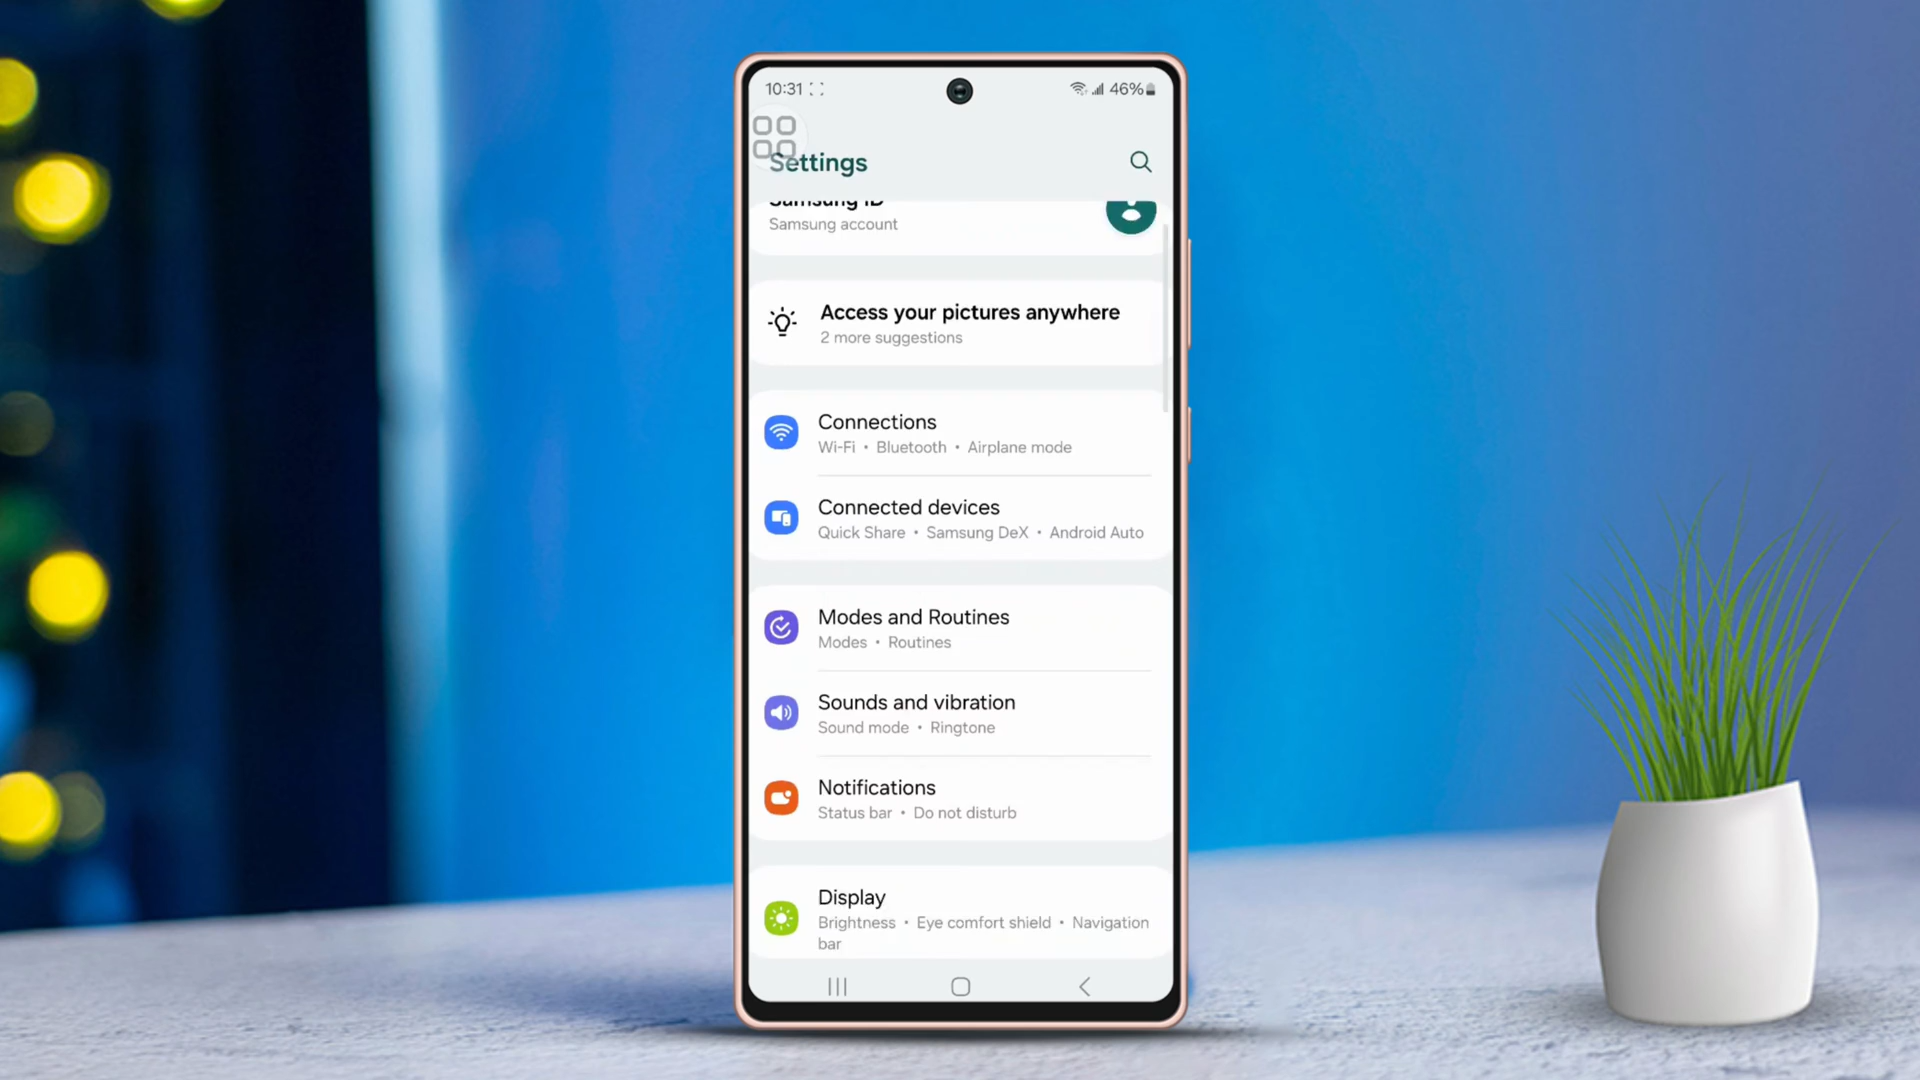 10:31
46%
Settings
Samsung ID
Samsung account
Access your pictures anywhere
2 more suggestions
Connections
Wi-Fi • Bluetooth • Airplane mode
Connected devices
Quick Share • Samsung DeX • Android Auto
Modes and Routines
Modes • Routines
Sounds and vibration
Sound mode • Ringtone
Notifications
Status bar • Do not disturb
Display
Brightness • Eye comfort shield • Navigation
bar